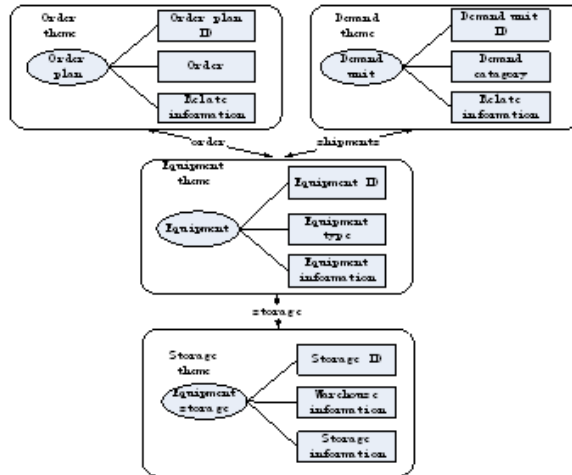 Order
theme
Order plan
ID
Order
plan
Order
Relate
information
Demand
theme
Demand unit
ID
Demand
unit
Demand
catagory
Relate
information
order
shipments
Equipment
theme
Equipment ID
Equipment
Equipment
type
Equipment
information
storage
Storage
theme
Storage ID
Equipment
storage
Warehouse
information
Storage
information